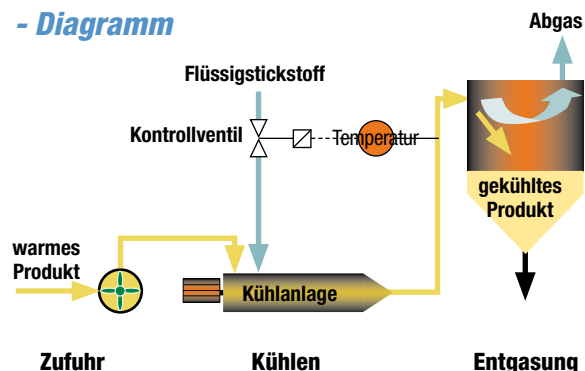 - Diagramm
Abgas
Flüssigstickstoff
Kontrollventil
Temperatur
gekühltes
Produkt
warmes
Produkt
Kühlanlage
Zufuhr
Kühlen
Entgasung